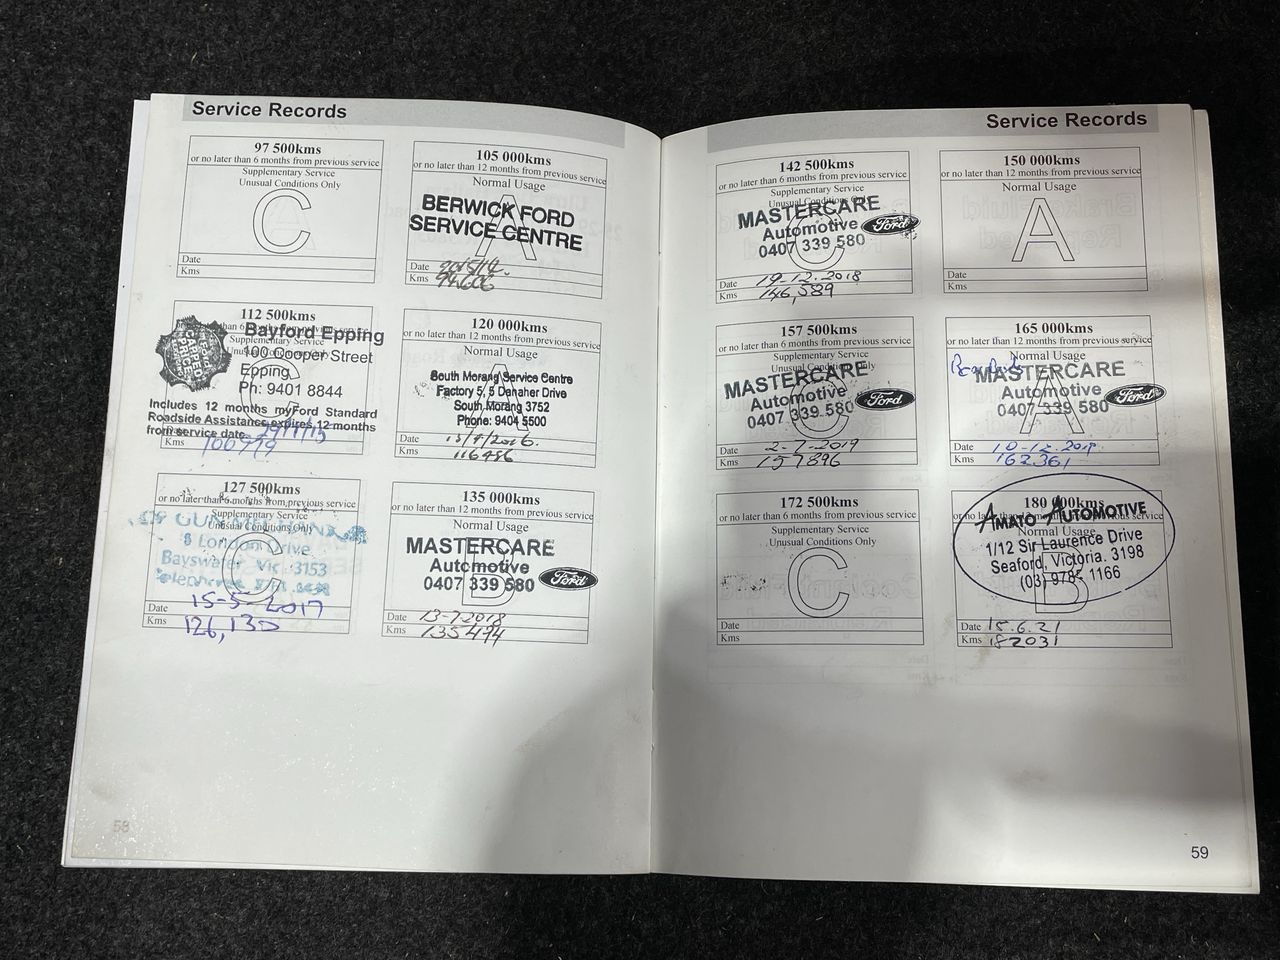 Service Records
97 500kms
or no later than 6 months from previous service
Supplementary Service
Unusual Conditions Only
C
Date
Kms
105 000kms
or no later than 12 months from previous service
Normal Usage
A
BERWICK FORD
SERVICE CENTRE
Date
Kms 94606
112 500kms
Supplementary Service
Bayford Epping
100 Cooper Street
Epping
Ph: 9401 8844
Includes 12 months myFord Standard
Roadside Assistance expires 12 months
from service date
Kms 100979
120 000kms
or no later than 12 months from previous service
Normal Usage
A
South Morang Service Centre
Factory 5, 5 Danaher Drive
South Morang 3752
Phone: 9404 5500
Date
Kms 116486
127 500kms
or no later than 6 months from previous service
Supplementary Service
Unusual Conditions Only
C
8 London Drive
Bayswater Vic. 3153
Date 15-5-2017
Kms 126,130
135 000kms
or no later than 12 months from previous service
Normal Usage
B
MASTERCARE
Automotive
0407 339 580
Ford
Date 13-7-2018
Kms 135474
58
Service Records
142 500kms
or no later than 6 months from previous service
Supplementary Service
Unusual Conditions Only
C
MASTERCARE
Automotive
0407 339 580
Ford
Date 19-12-2018
Kms 146,589
150 000kms
or no later than 12 months from previous service
Normal Usage
A
Date
Kms
157 500kms
or no later than 6 months from previous service
Supplementary Service
Unusual Conditions Only
C
MASTERCARE
Automotive
0407 339 580
Ford
Date 2-7-2019
Kms 157896
165 000kms
or no later than 12 months from previous service
Normal Usage
A
MASTERCARE
Automotive
0407 339 580
Ford
Date 10-12-2019
Kms 162361
172 500kms
or no later than 6 months from previous service
Supplementary Service
Unusual Conditions Only
C
Date
Kms
180 000kms
or no later than 12 months from previous service
Normal Usage
B
AMATO AUTOMOTIVE
1/12 Sir Laurence Drive
Seaford, Victoria. 3198
(03) 978 1166
Date 15.6.21
Kms 182031
59